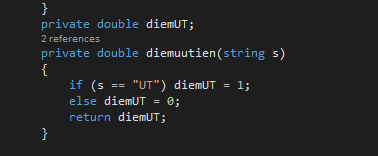 }
private double diemUT;
2 references
private double diemuutien(string s)
{
if (s == "UT") diemUT = 1;
else diemUT = 0;
return diemUT;
}